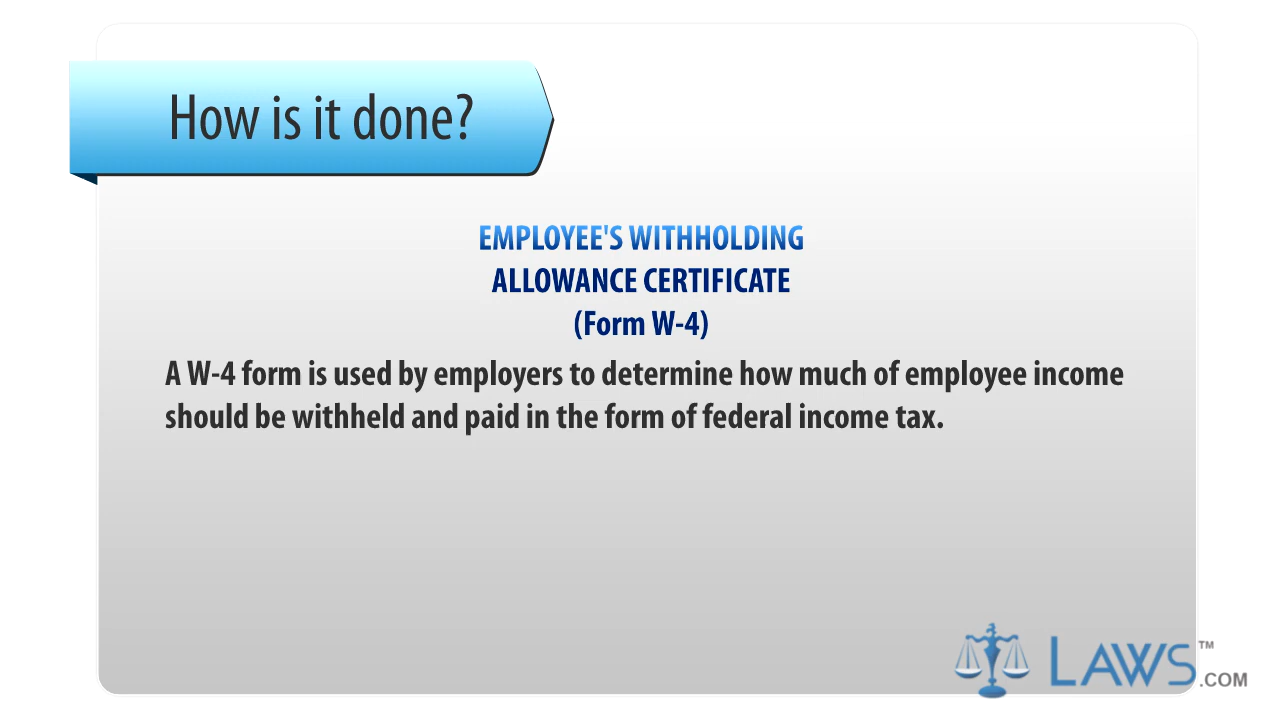 How is it done?
EMPLOYEE'S WITHHOLDING
ALLOWANCE CERTIFICATE
(Form W-4)
A W-4 form is used by employers to determine how much of employee income
should be withheld and paid in the form of federal income tax.
LAWS™.COM